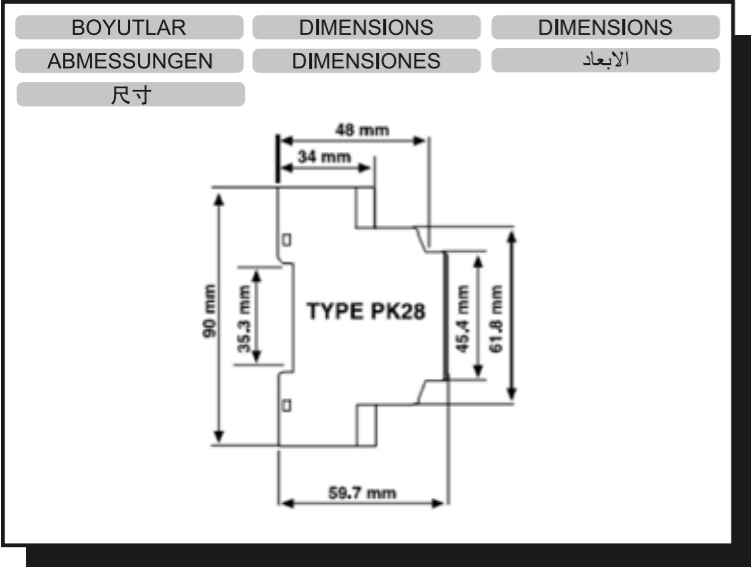 BOYUTLAR
DIMENSIONS
DIMENSIONS
ABMESSUNGEN
DIMENSIONES
الابعاد
尺寸
48 mm
34 mm
90 mm
35.3 mm
TYPE PK28
45.4 mm
61.8 mm
59.7 mm